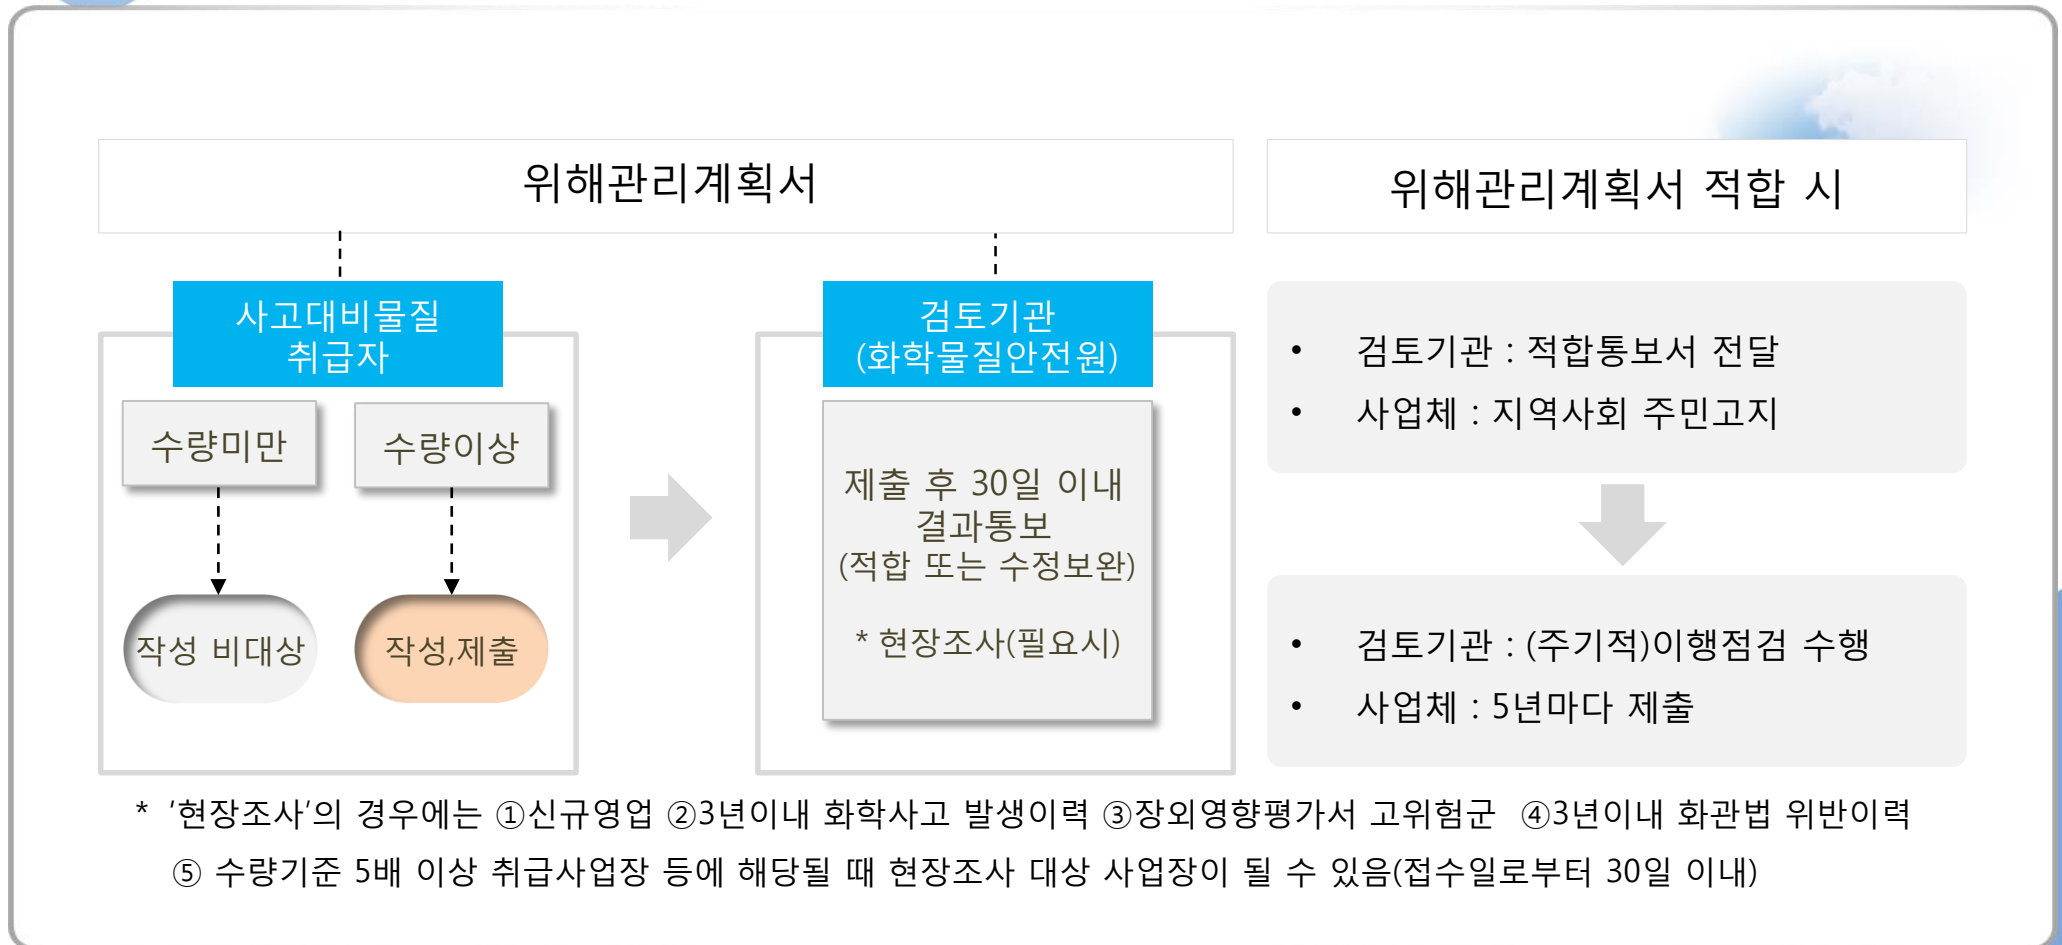 위해관리계획서
사고대비물질
취급자
수량미만
수량이상
작성 비대상
작성,제출
검토기관
(화학물질안전원)
제출 후 30일 이내
결과통보
(적합 또는 수정보완)
* 현장조사(필요시)
위해관리계획서 적합 시
• 검토기관 : 적합통보서 전달
• 사업체 : 지역사회 주민고지
• 검토기관 : (주기적)이행점검 수행
• 사업체 : 5년마다 제출
* '현장조사'의 경우에는 ①신규영업 ②3년이내 화학사고 발생이력 ③장외영향평가서 고위험군 ④3년이내 화관법 위반이력
⑤ 수량기준 5배 이상 취급사업장 등에 해당될 때 현장조사 대상 사업장이 될 수 있음(접수일로부터 30일 이내)